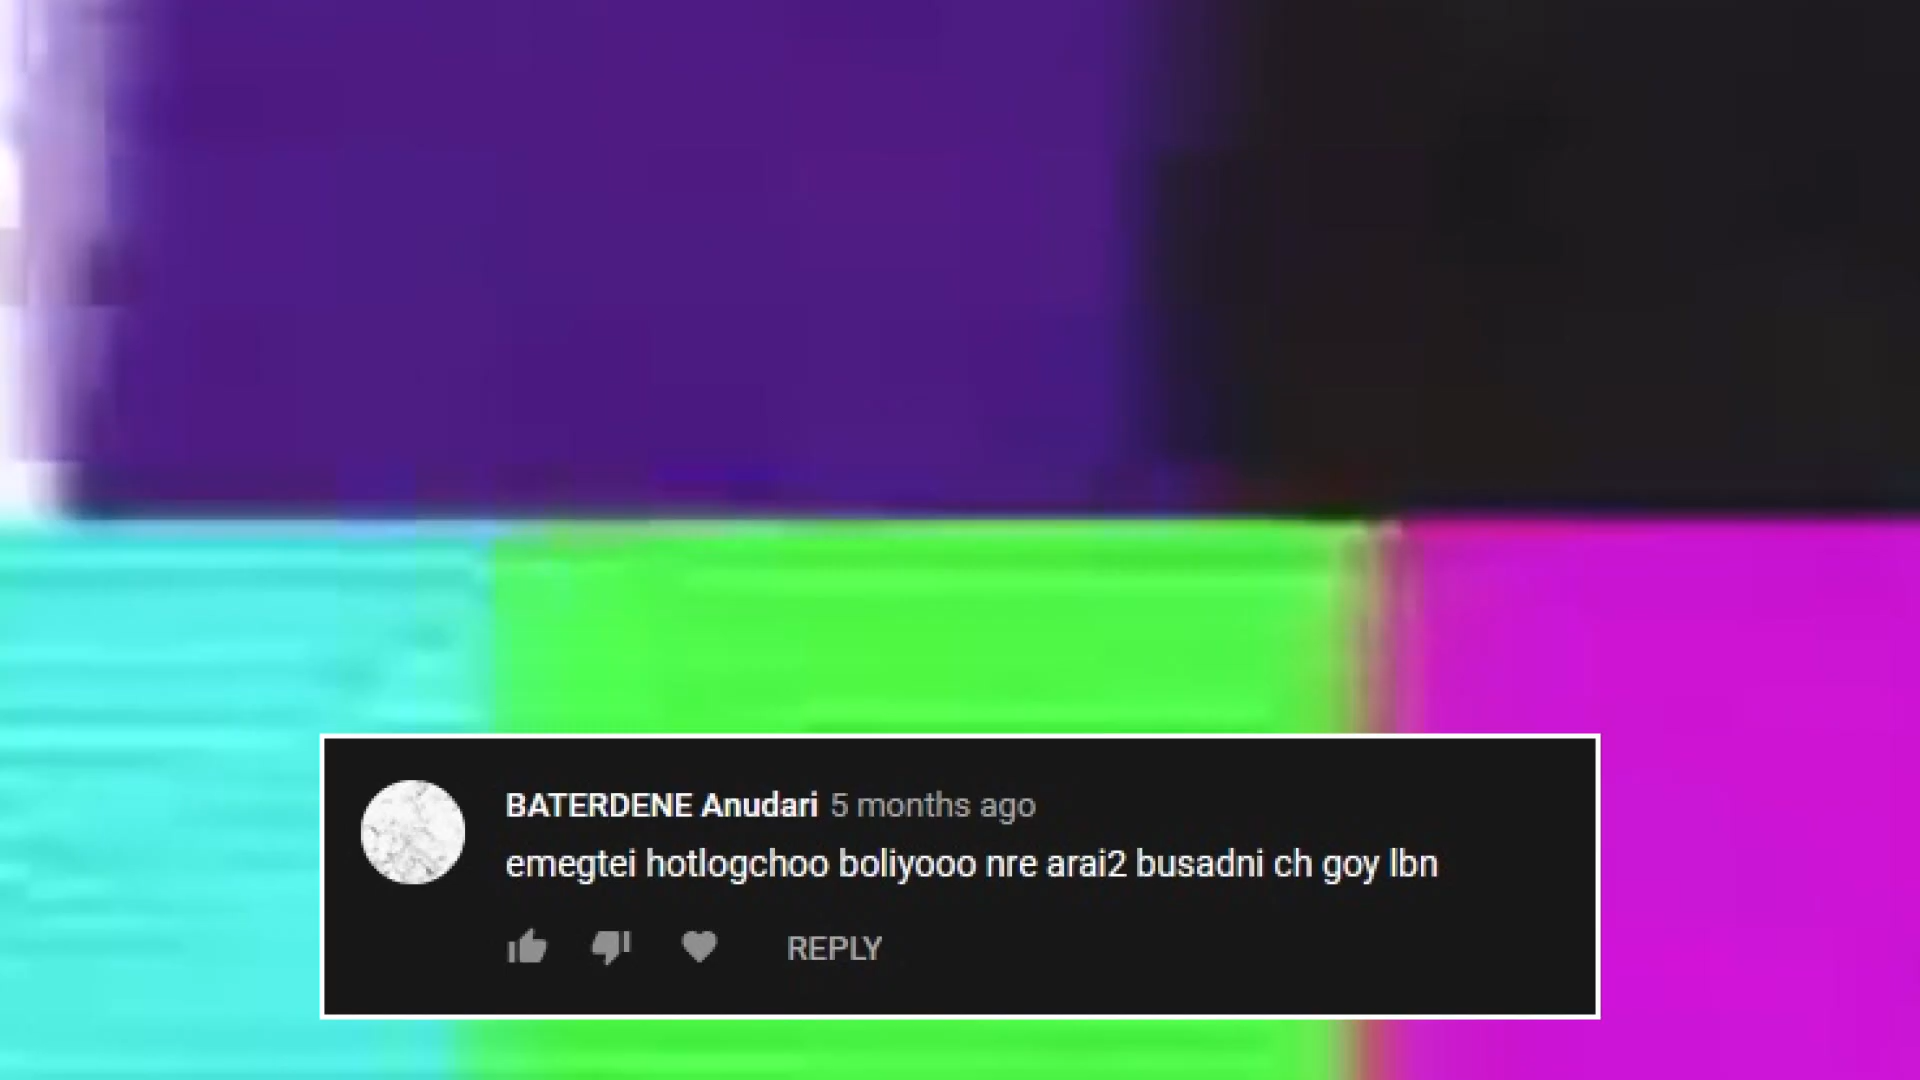 BATERDENE Anudari 5 months ago
emegtei hotlogchoo boliyooo nre arai2 busadni ch goy lbn
REPLY